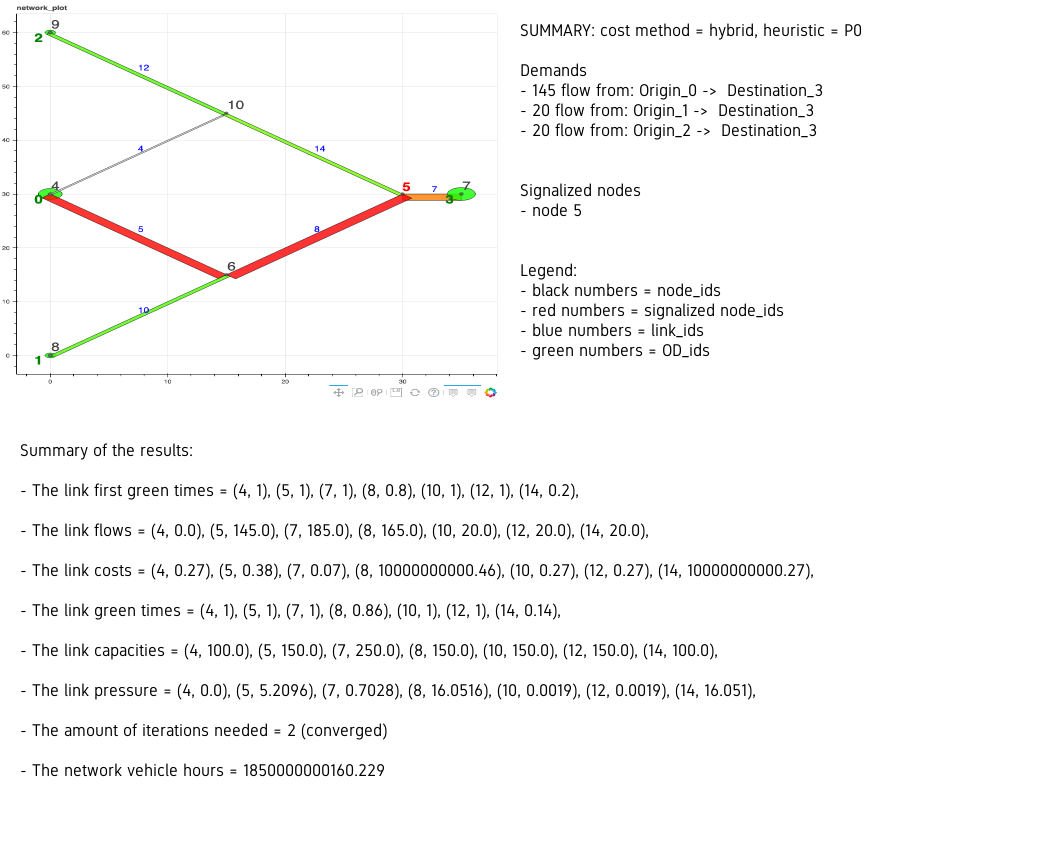 network_plot
60
50
40
30
20
10
0
0
10
20
30
9
2
12
10
4
14
4
0
5
7
7
3
5
8
6
10
8
1
SUMMARY: cost method = hybrid, heuristic = P0
Demands
- 145 flow from: Origin_0 -> Destination_3
- 20 flow from: Origin_1 -> Destination_3
- 20 flow from: Origin_2 -> Destination_3
Signalized nodes
- node 5
Legend:
- black numbers = node_ids
- red numbers = signalized node_ids
- blue numbers = link_ids
- green numbers = OD_ids
Summary of the results:
- The link first green times = (4, 1), (5, 1), (7, 1), (8, 0.8), (10, 1), (12, 1), (14, 0.2),
- The link flows = (4, 0.0), (5, 145.0), (7, 185.0), (8, 165.0), (10, 20.0), (12, 20.0), (14, 20.0),
- The link costs = (4, 0.27), (5, 0.38), (7, 0.07), (8, 10000000000.46), (10, 0.27), (12, 0.27), (14, 10000000000.27),
- The link green times = (4, 1), (5, 1), (7, 1), (8, 0.86), (10, 1), (12, 1), (14, 0.14),
- The link capacities = (4, 100.0), (5, 150.0), (7, 250.0), (8, 150.0), (10, 150.0), (12, 150.0), (14, 100.0),
- The link pressure = (4, 0.0), (5, 5.2096), (7, 0.7028), (8, 16.0516), (10, 0.0019), (12, 0.0019), (14, 16.051),
- The amount of iterations needed = 2 (converged)
- The network vehicle hours = 1850000000160.229